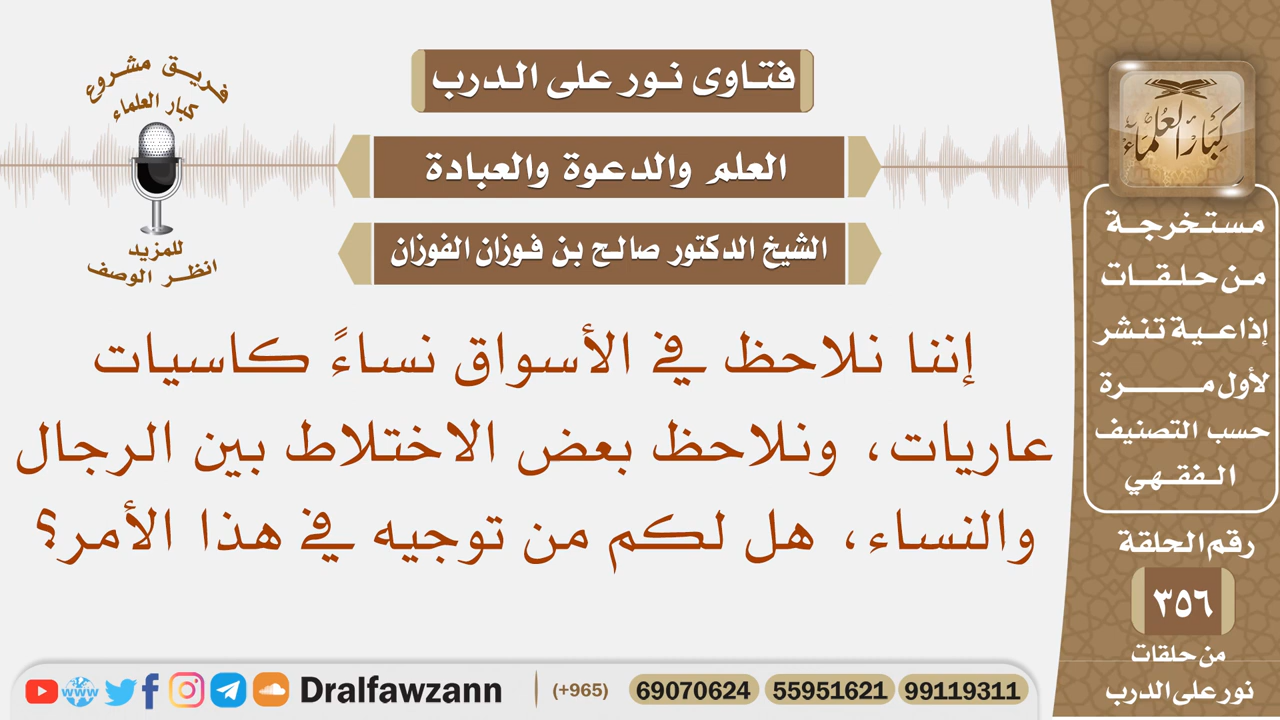 فريق مشروع
كبار العلماء
للمزيد
انظر الوصف
فتاوى نور على الدرب
العلم والدعوة والعبادة
الشيخ الدكتور صالح بن فوزان الفوزان
إننا نلاحظ في الأسواق نساءً كاسيات
عاريات، ونلاحظ بعض الاختلاط بين الرجال
والنساء، هل لكم من توجيه في هذا الأمر؟
كبار العلماء
مستخرجة
من حلقات
إذاعية تنشر
لأول مرة
حسب التصنيف
الفقهي
رقم الحلقة
٣٥٦
من حلقات
نور على الدرب
www Dralfawzann (+965) 69070624 55951621 99119311